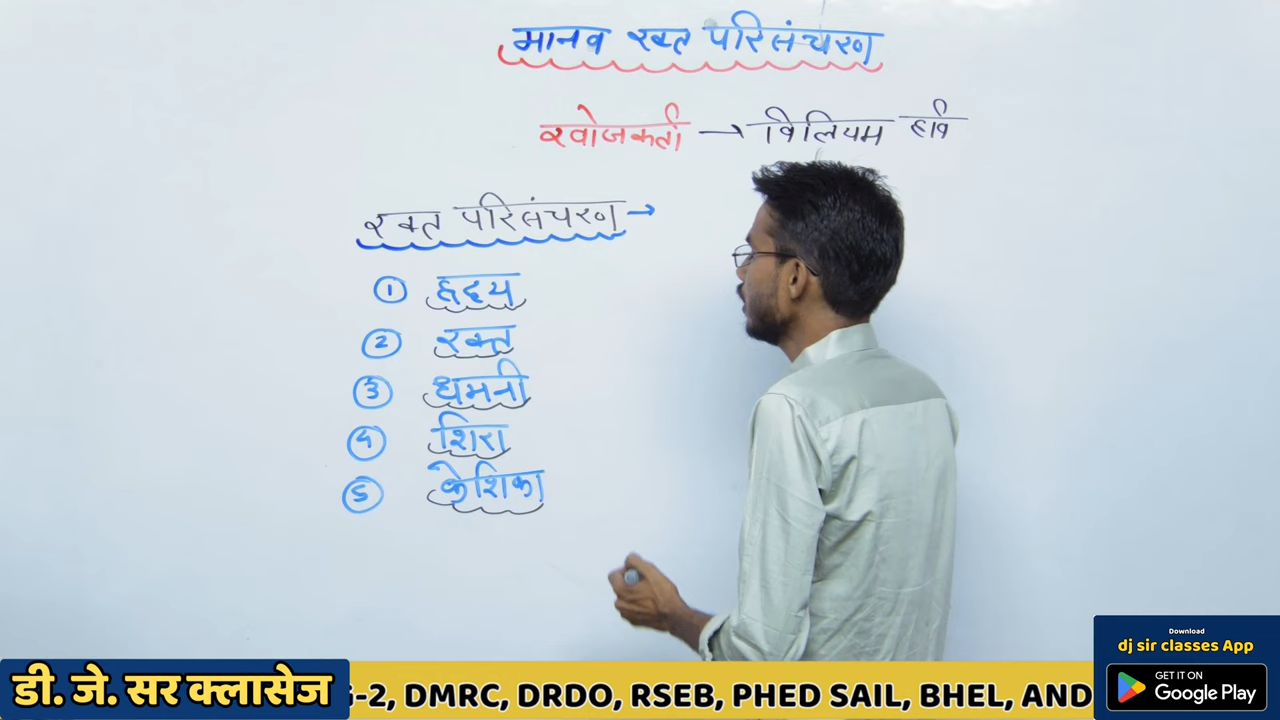 मानव रक्त परिसंचरण
खोजकर्ता → विलियम हार्वे
रक्त परिसंचरण →
① हृदय
② रक्त
③ धमनी
④ शिरा
⑤ केशिका
डी. जे. सर क्लासेज
-2, DMRC, DRDO, RSEB, PHED SAIL, BHEL, AND
Download
dj sir classes App
GET IT ON
Google Play